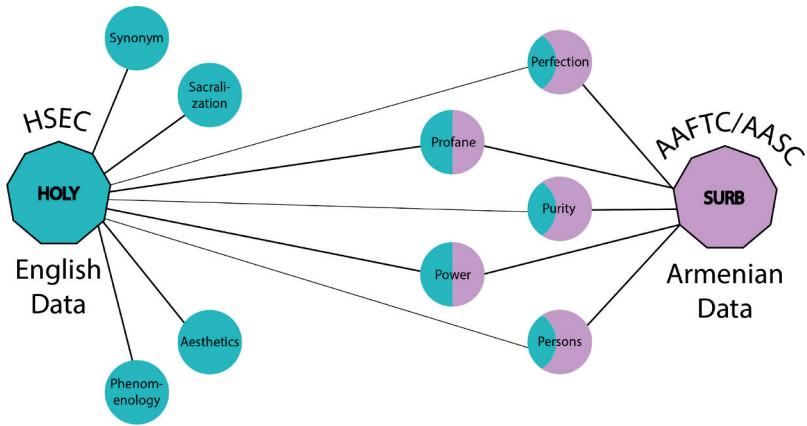 Synonym
Sacrali-
zation
HSEC
HOLY
English
Data
Aesthetics
Phenom-
enology
Perfection
Profane
Purity
Power
Persons
AAFTC/AASC
SURB
Armenian
Data